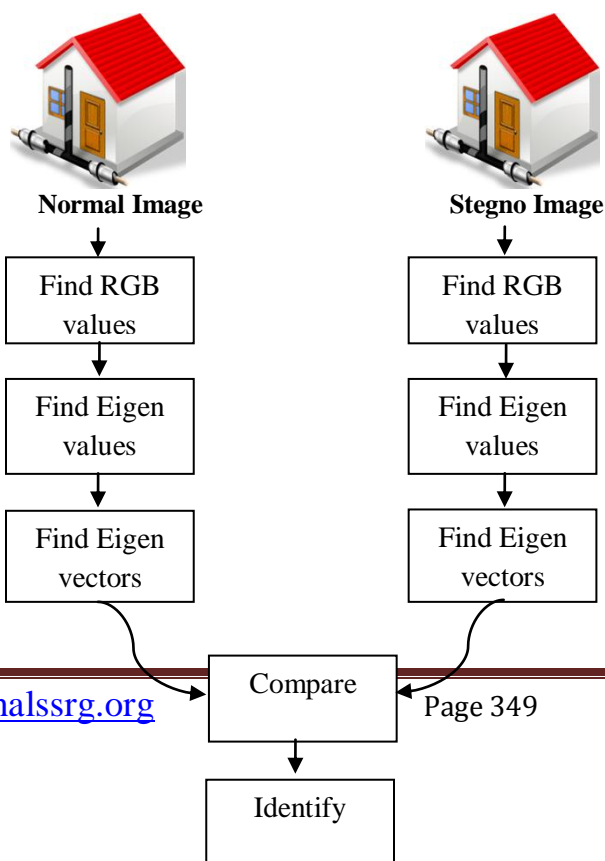 Normal Image
Stegno Image
Find RGB
values
Find RGB
values
Find Eigen
values
Find Eigen
values
Find Eigen
vectors
Find Eigen
vectors
Compare
nalssrg.org
Page 349
Identify